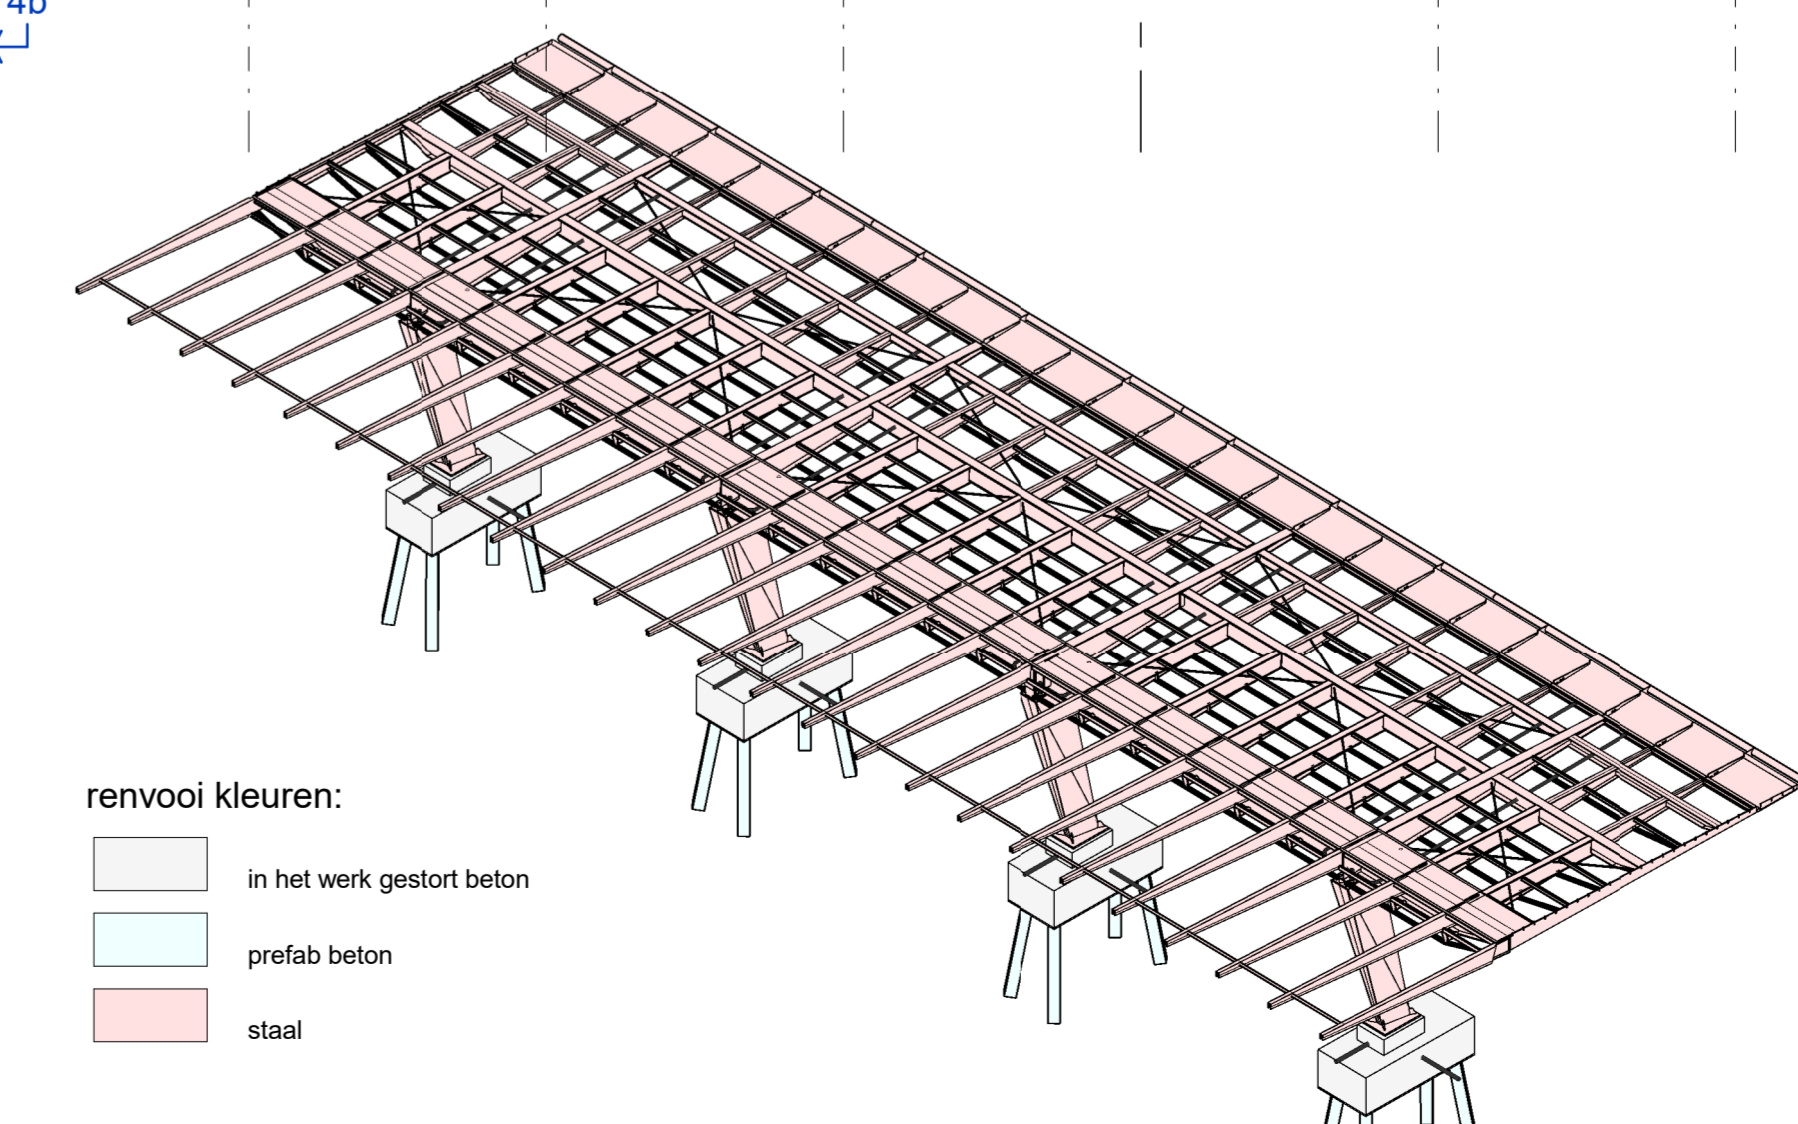 4b
renvooi kleuren:
in het werk gestort beton
prefab beton
staal